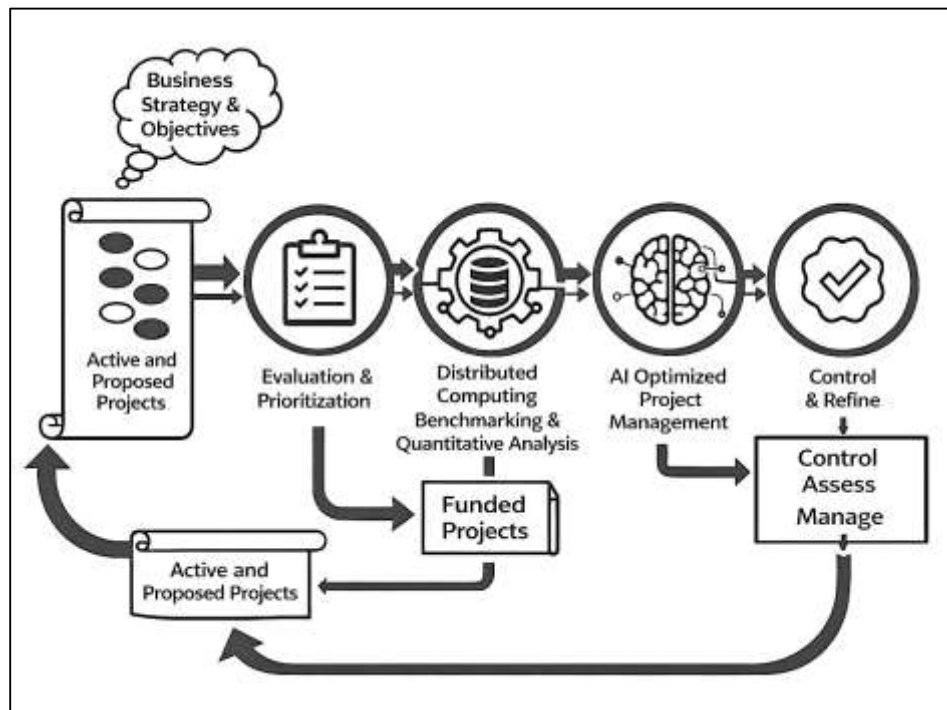 Business
Strategy &
Objectives
Active and
Proposed
Projects
Evaluation &
Prioritization
Distributed
Computing
Benchmarking &
Quantitative Analysis
AI Optimized
Project
Management
Control
& Refine
Funded
Projects
Control
Assess
Manage
Active and
Proposed Projects